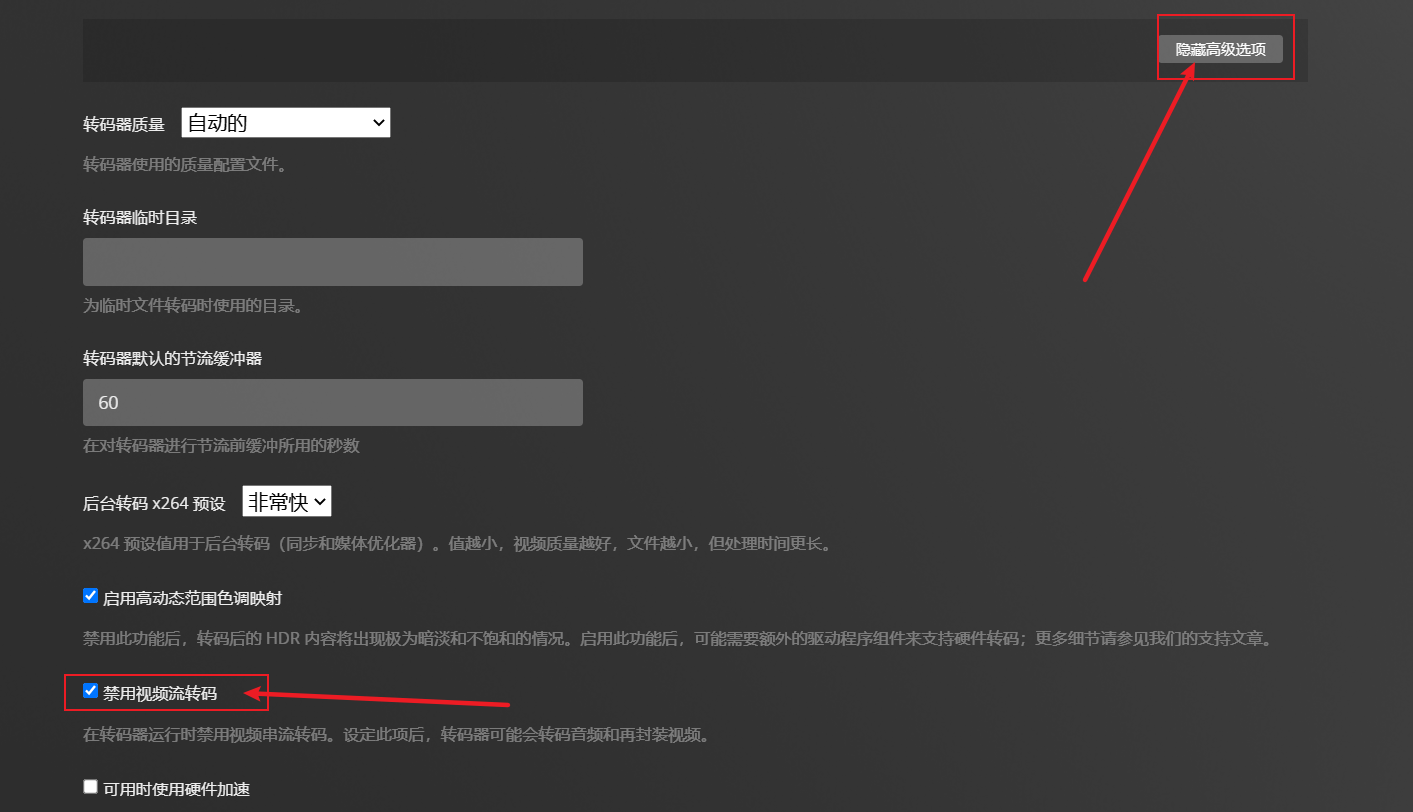 隐藏高级选项
转码器质量 自动的
转码器使用的质量配置文件。
转码器临时目录
为临时文件转码时使用的目录。
转码器默认的节流缓冲器
60
在对转码器进行节流前缓冲所用的秒数
后台转码 x264 预设 非常快
x264 预设值用于后台转码（同步和媒体优化器）。值越小，视频质量越好，文件越小，但处理时间更长。
启用高动态范围色调映射
禁用此功能后，转码后的 HDR 内容将出现极为暗淡和不饱和的情况。启用此功能后，可能需要额外的驱动程序组件来支持硬件转码；更多细节请参见我们的支持文章。
禁用视频流转码
在转码器运行时禁用视频串流转码。设定此项后，转码器可能会转码音频和再封装视频。
可用时使用硬件加速